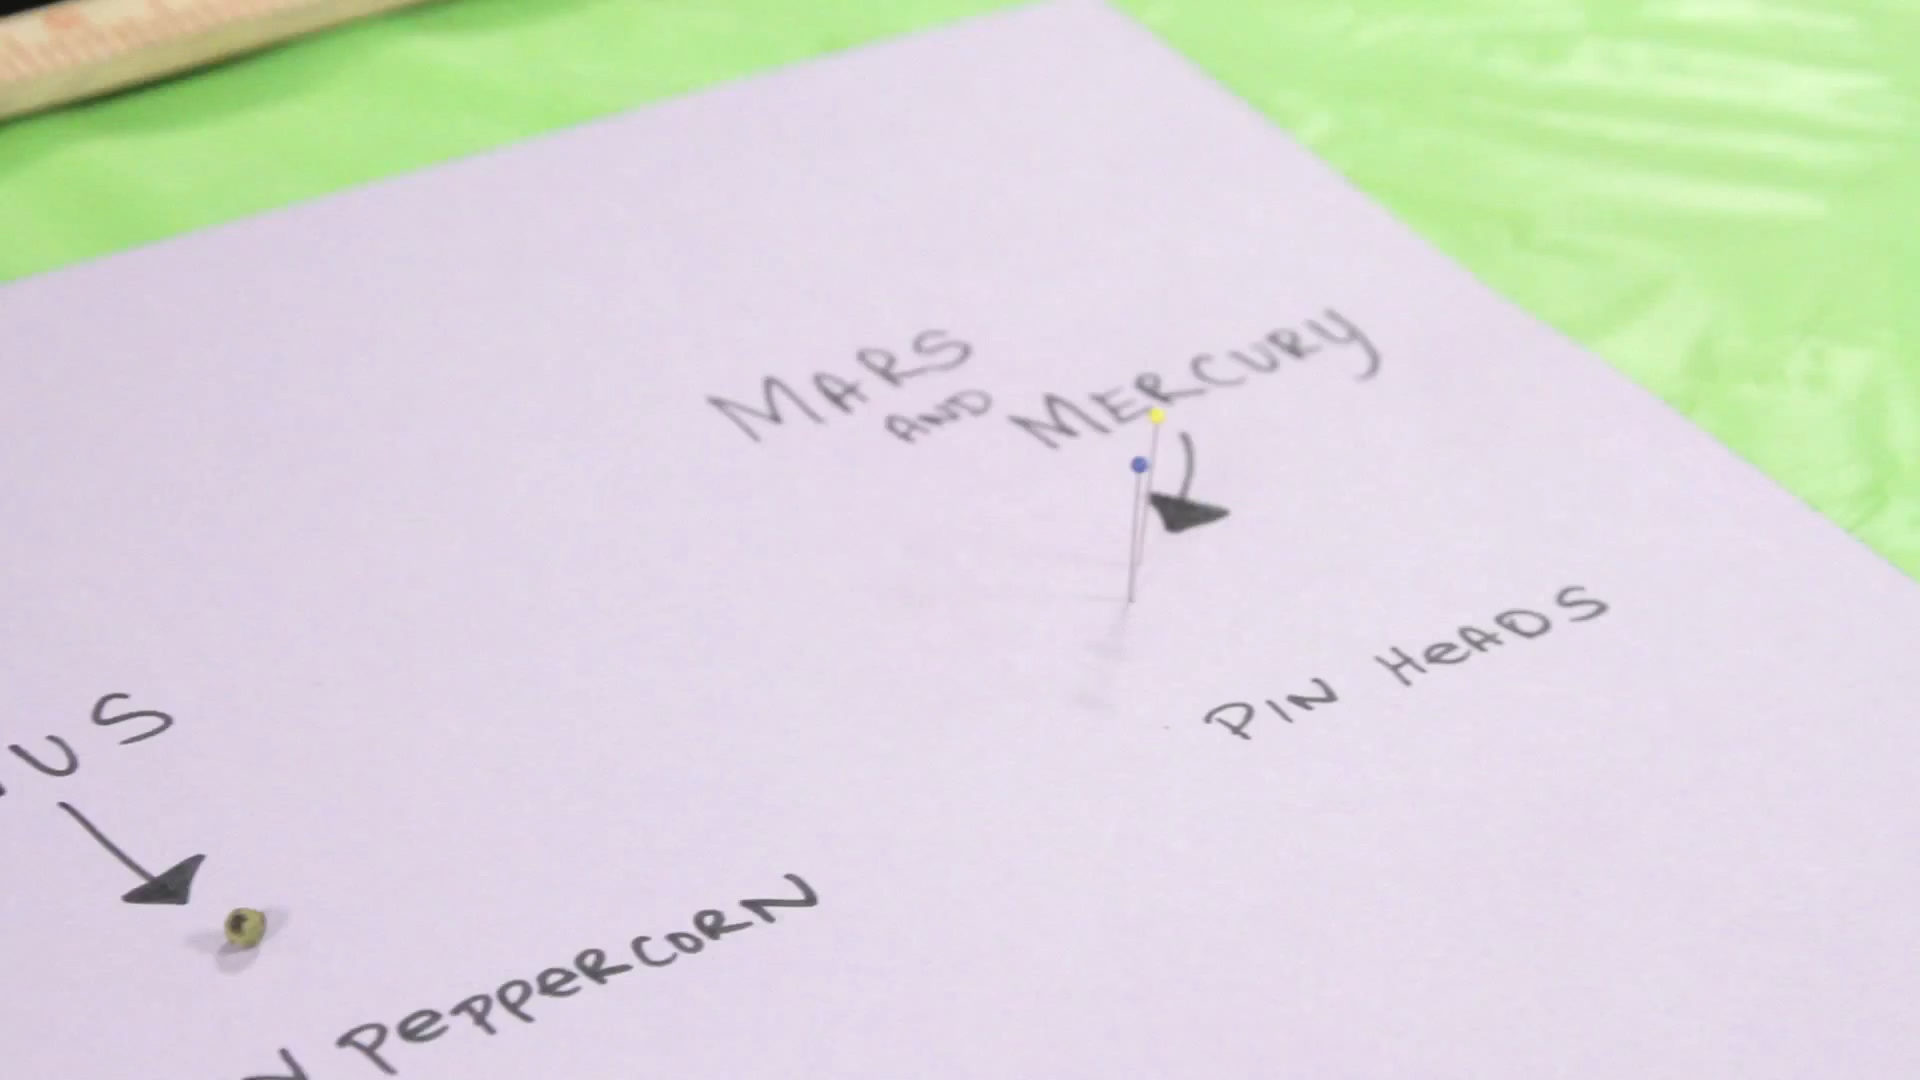 MARS
AND
MERCURY
PIN HeADS
US
N PePPeRCORN